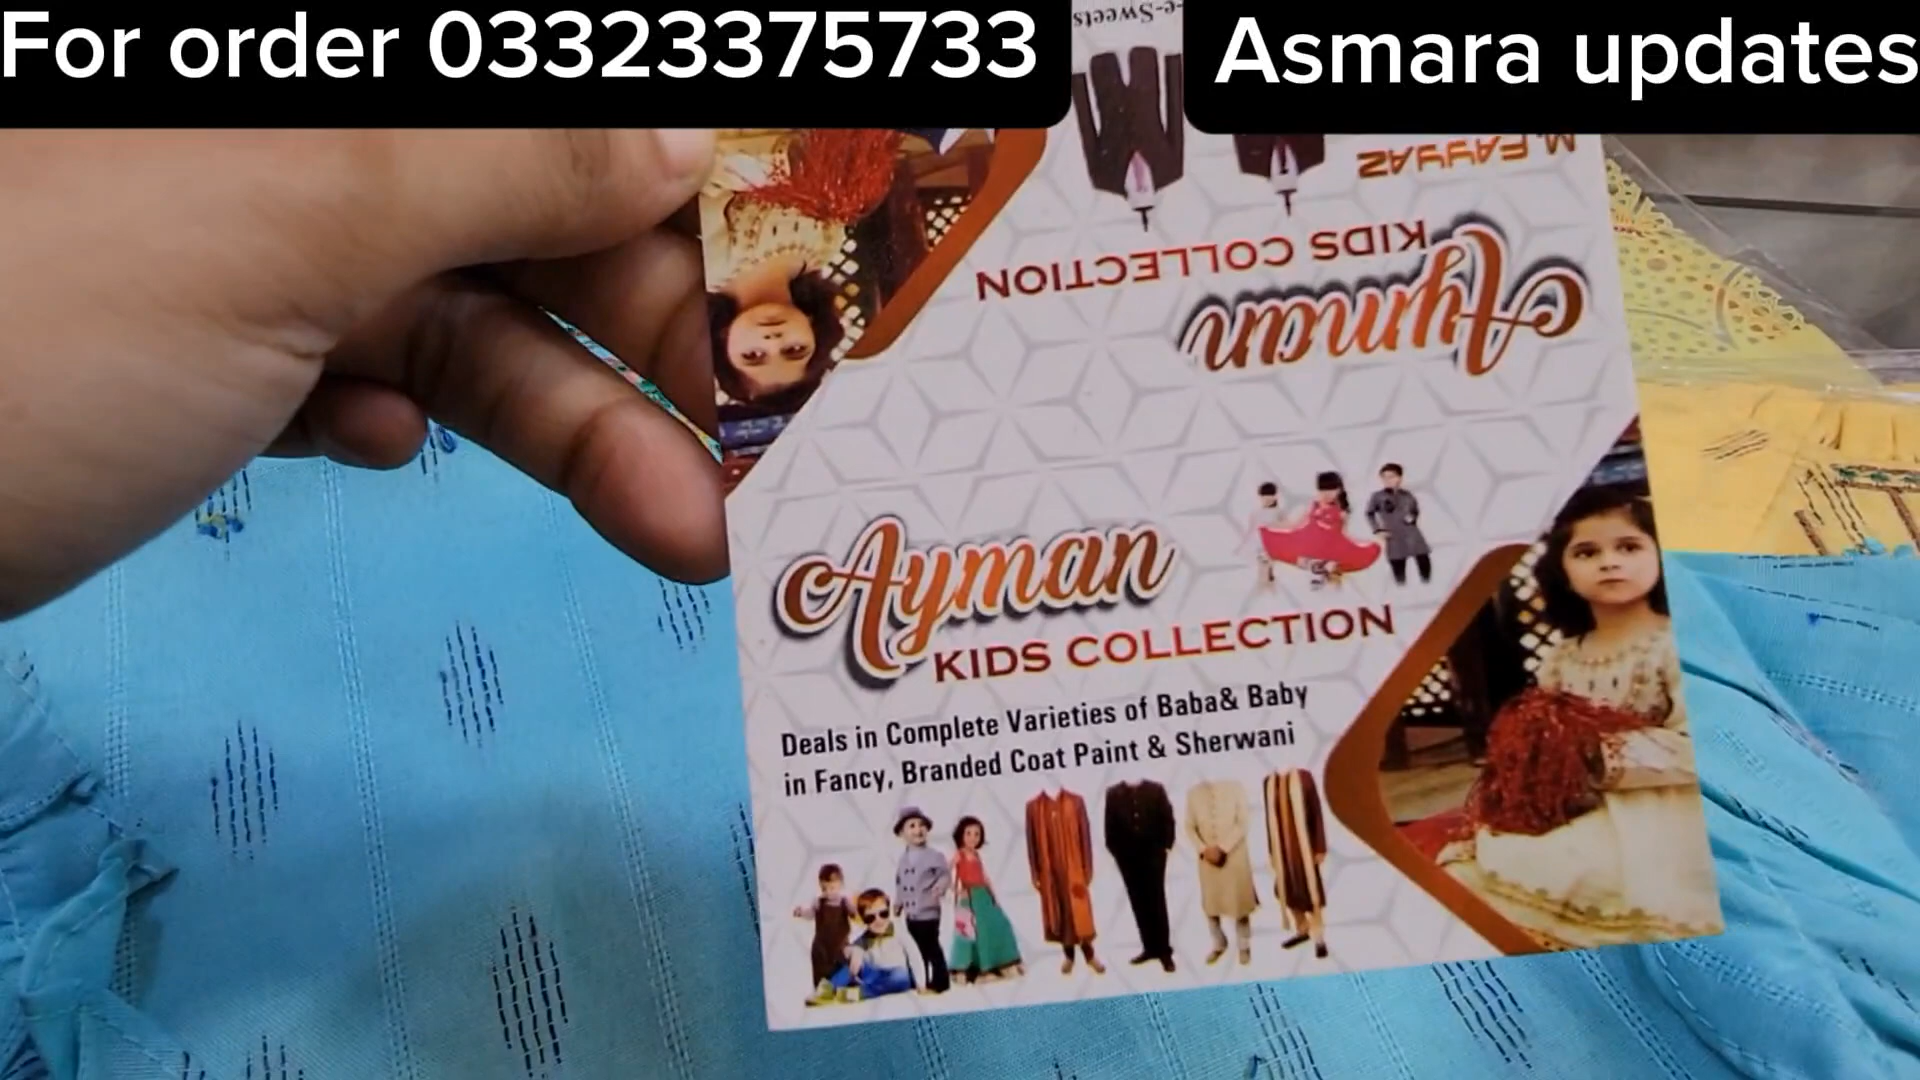 For order 03323375733
Asmara updates
e-Sweets
M. FAYYAZ
KIDS COLLECTION
Ayman
Ayman
KIDS COLLECTION
Deals in Complete Varieties of Baba& Baby
in Fancy, Branded Coat Paint & Sherwani